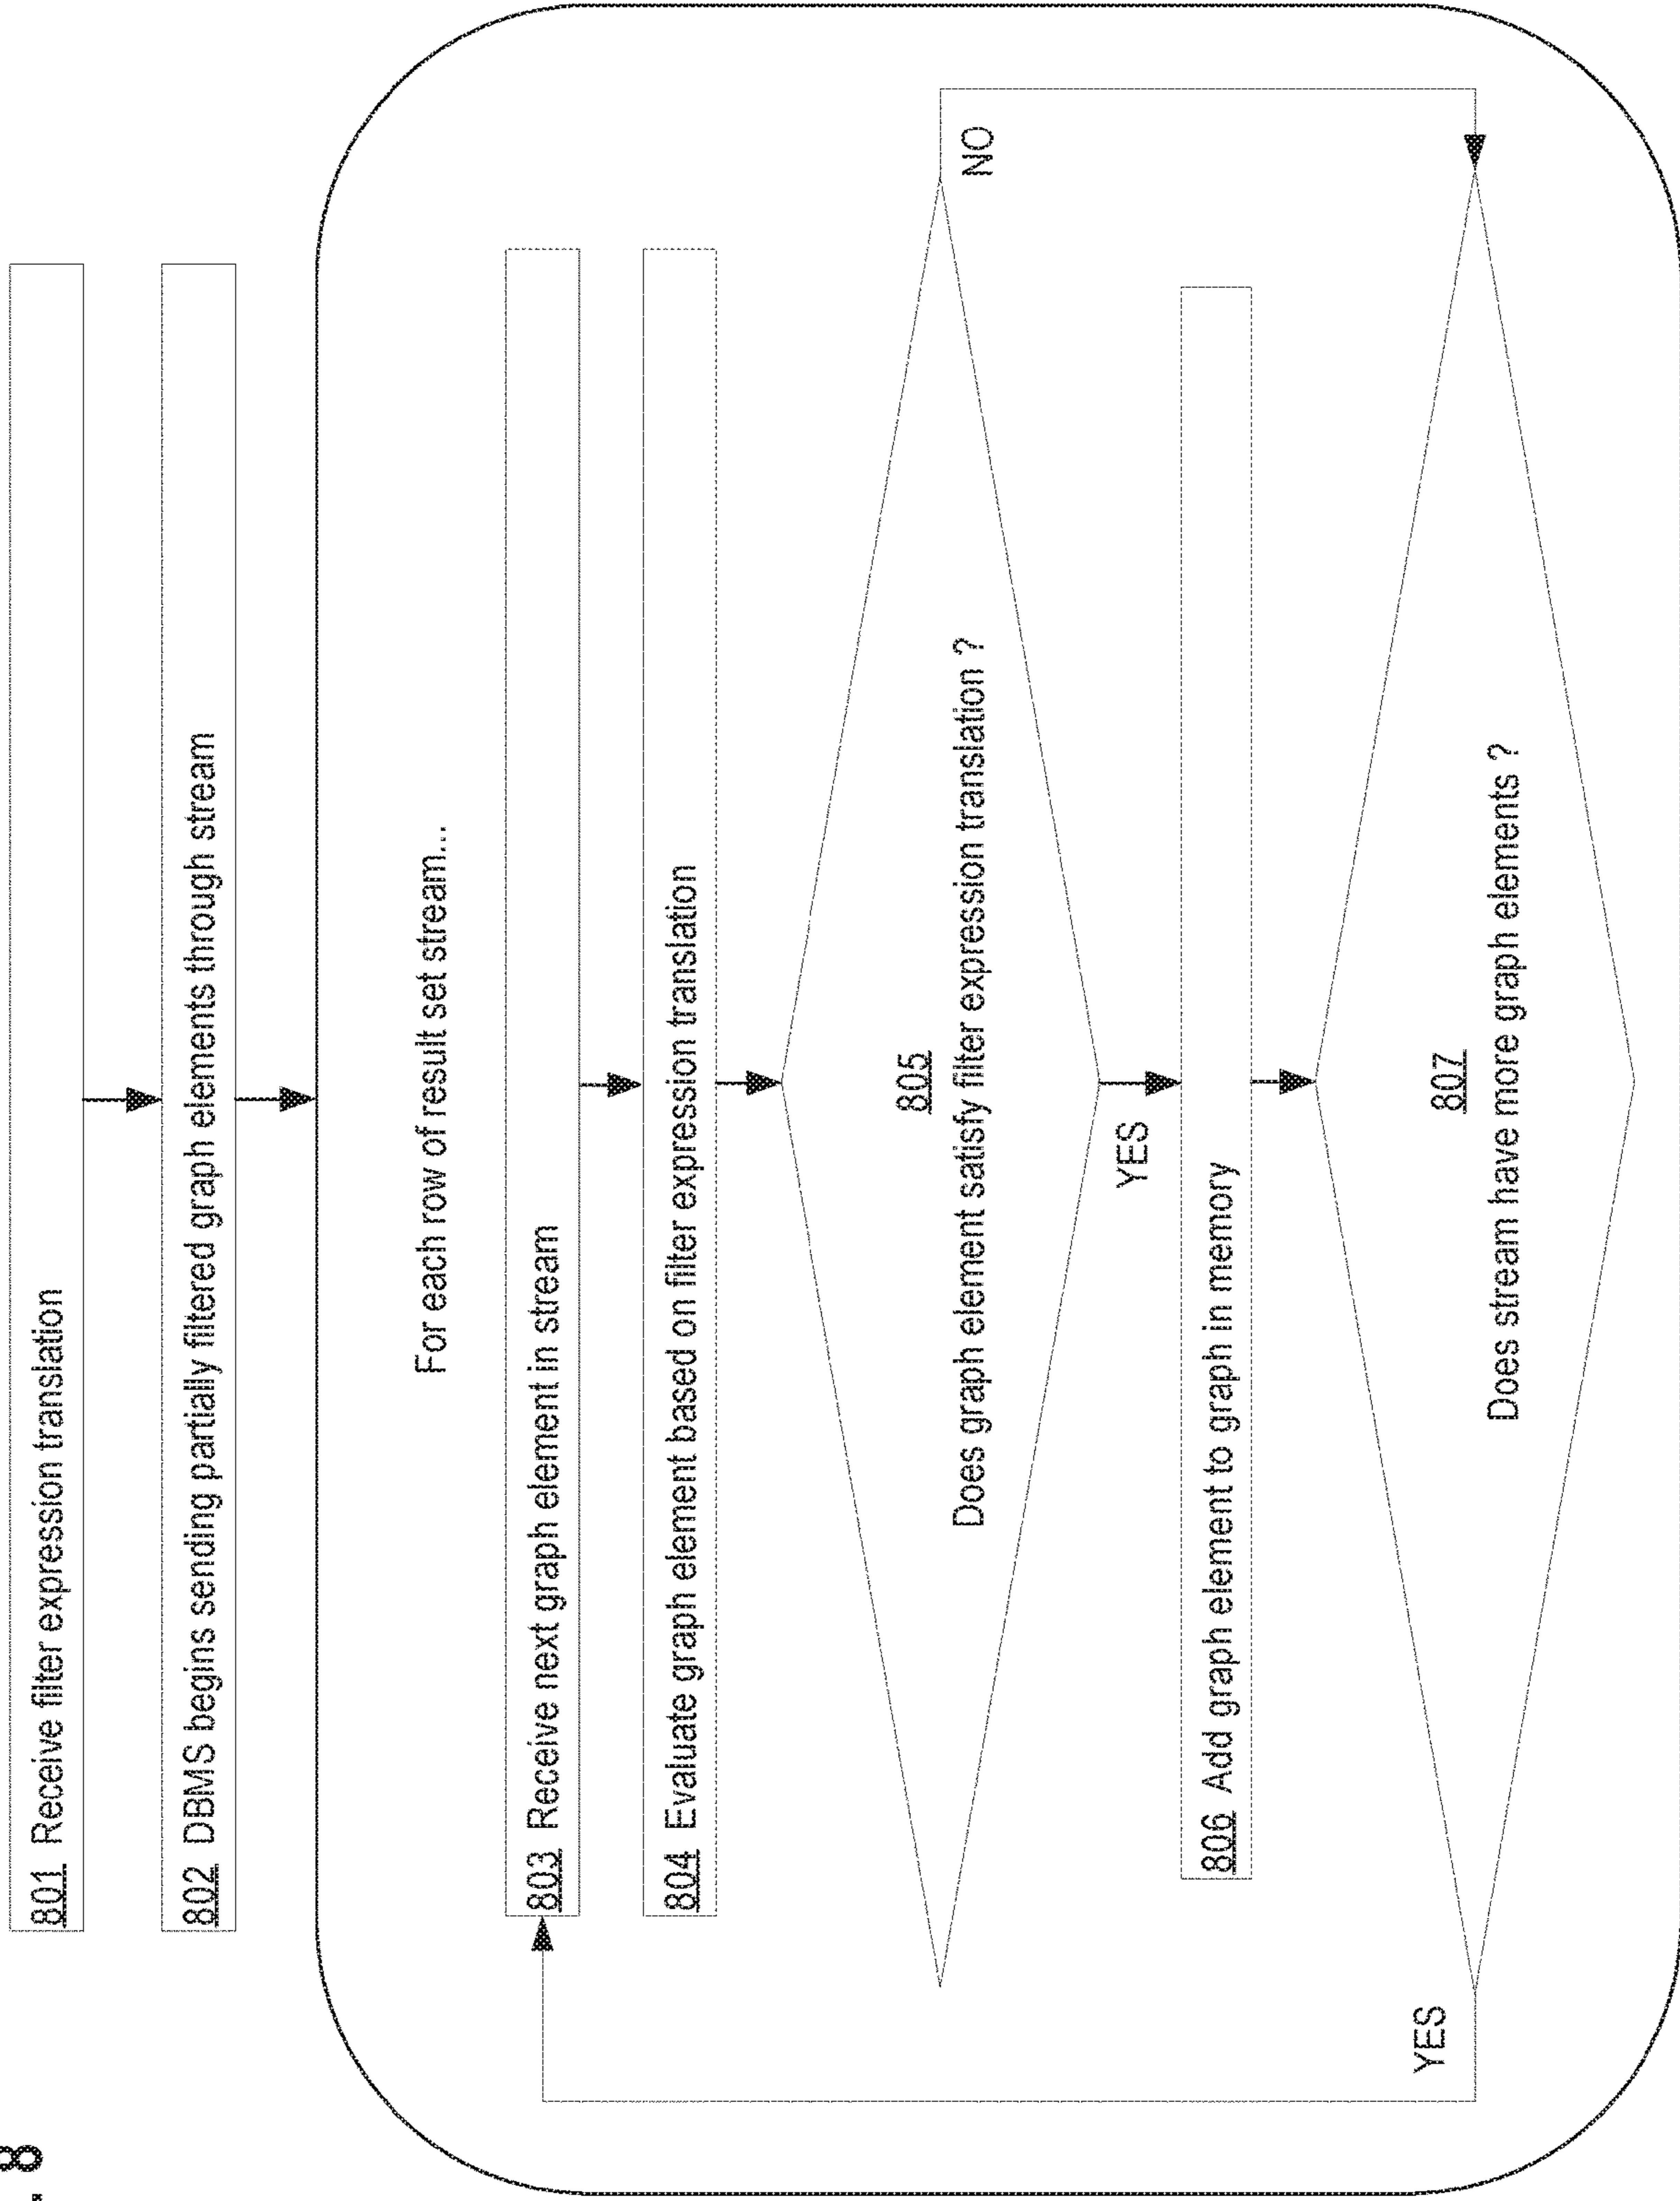 . 8
801 Receive filter expression translation
802 DBMS begins sending partially filtered graph elements through stream
For each row of result set stream...
803 Receive next graph element in stream
804 Evaluate graph element based on filter expression translation
805
Does graph element satisfy filter expression translation ?
NO
YES
806 Add graph element to graph in memory
807
Does stream have more graph elements ?
YES